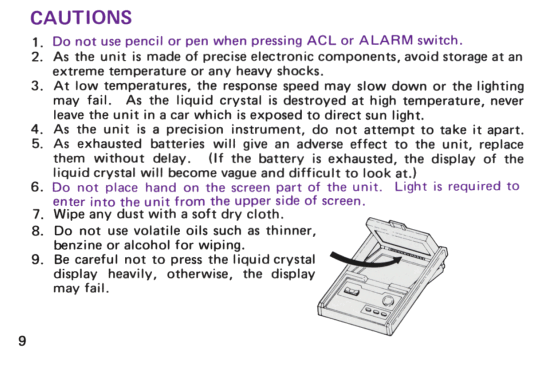 CAUTIONS
1. Do not use pencil or pen when pressing ACL or ALARM switch.
2. As the unit is made of precise electronic components, avoid storage at an
extreme temperature or any heavy shocks.
3. At low temperatures, the response speed may slow down or the lighting
may fail. As the liquid crystal is destroyed at high temperature, never
leave the unit in a car which is exposed to direct sun light.
4. As the unit is a precision instrument, do not attempt to take it apart.
5. As exhausted batteries will give an adverse effect to the unit, replace
them without delay. (If the battery is exhausted, the display of the
liquid crystal will become vague and difficult to look at.)
6. Do not place hand on the screen part of the unit. Light is required to
enter into the unit from the upper side of screen.
7. Wipe any dust with a soft dry cloth.
8. Do not use volatile oils such as thinner,
benzine or alcohol for wiping.
9. Be careful not to press the liquid crystal
display heavily, otherwise, the display
may fail.
9